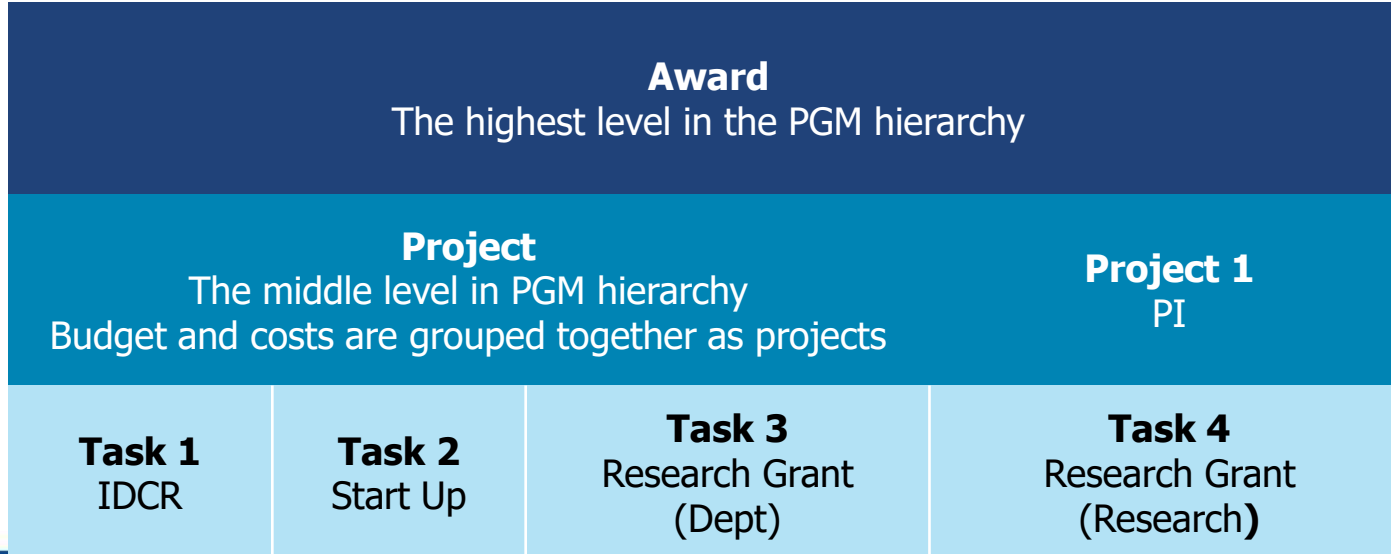 Award
The highest level in the PGM hierarchy
Project
The middle level in PGM hierarchy
Budget and costs are grouped together as projects
Project 1
PI
Task 1
IDCR
Task 2
Start Up
Task 3
Research Grant
(Dept)
Task 4
Research Grant
(Research)